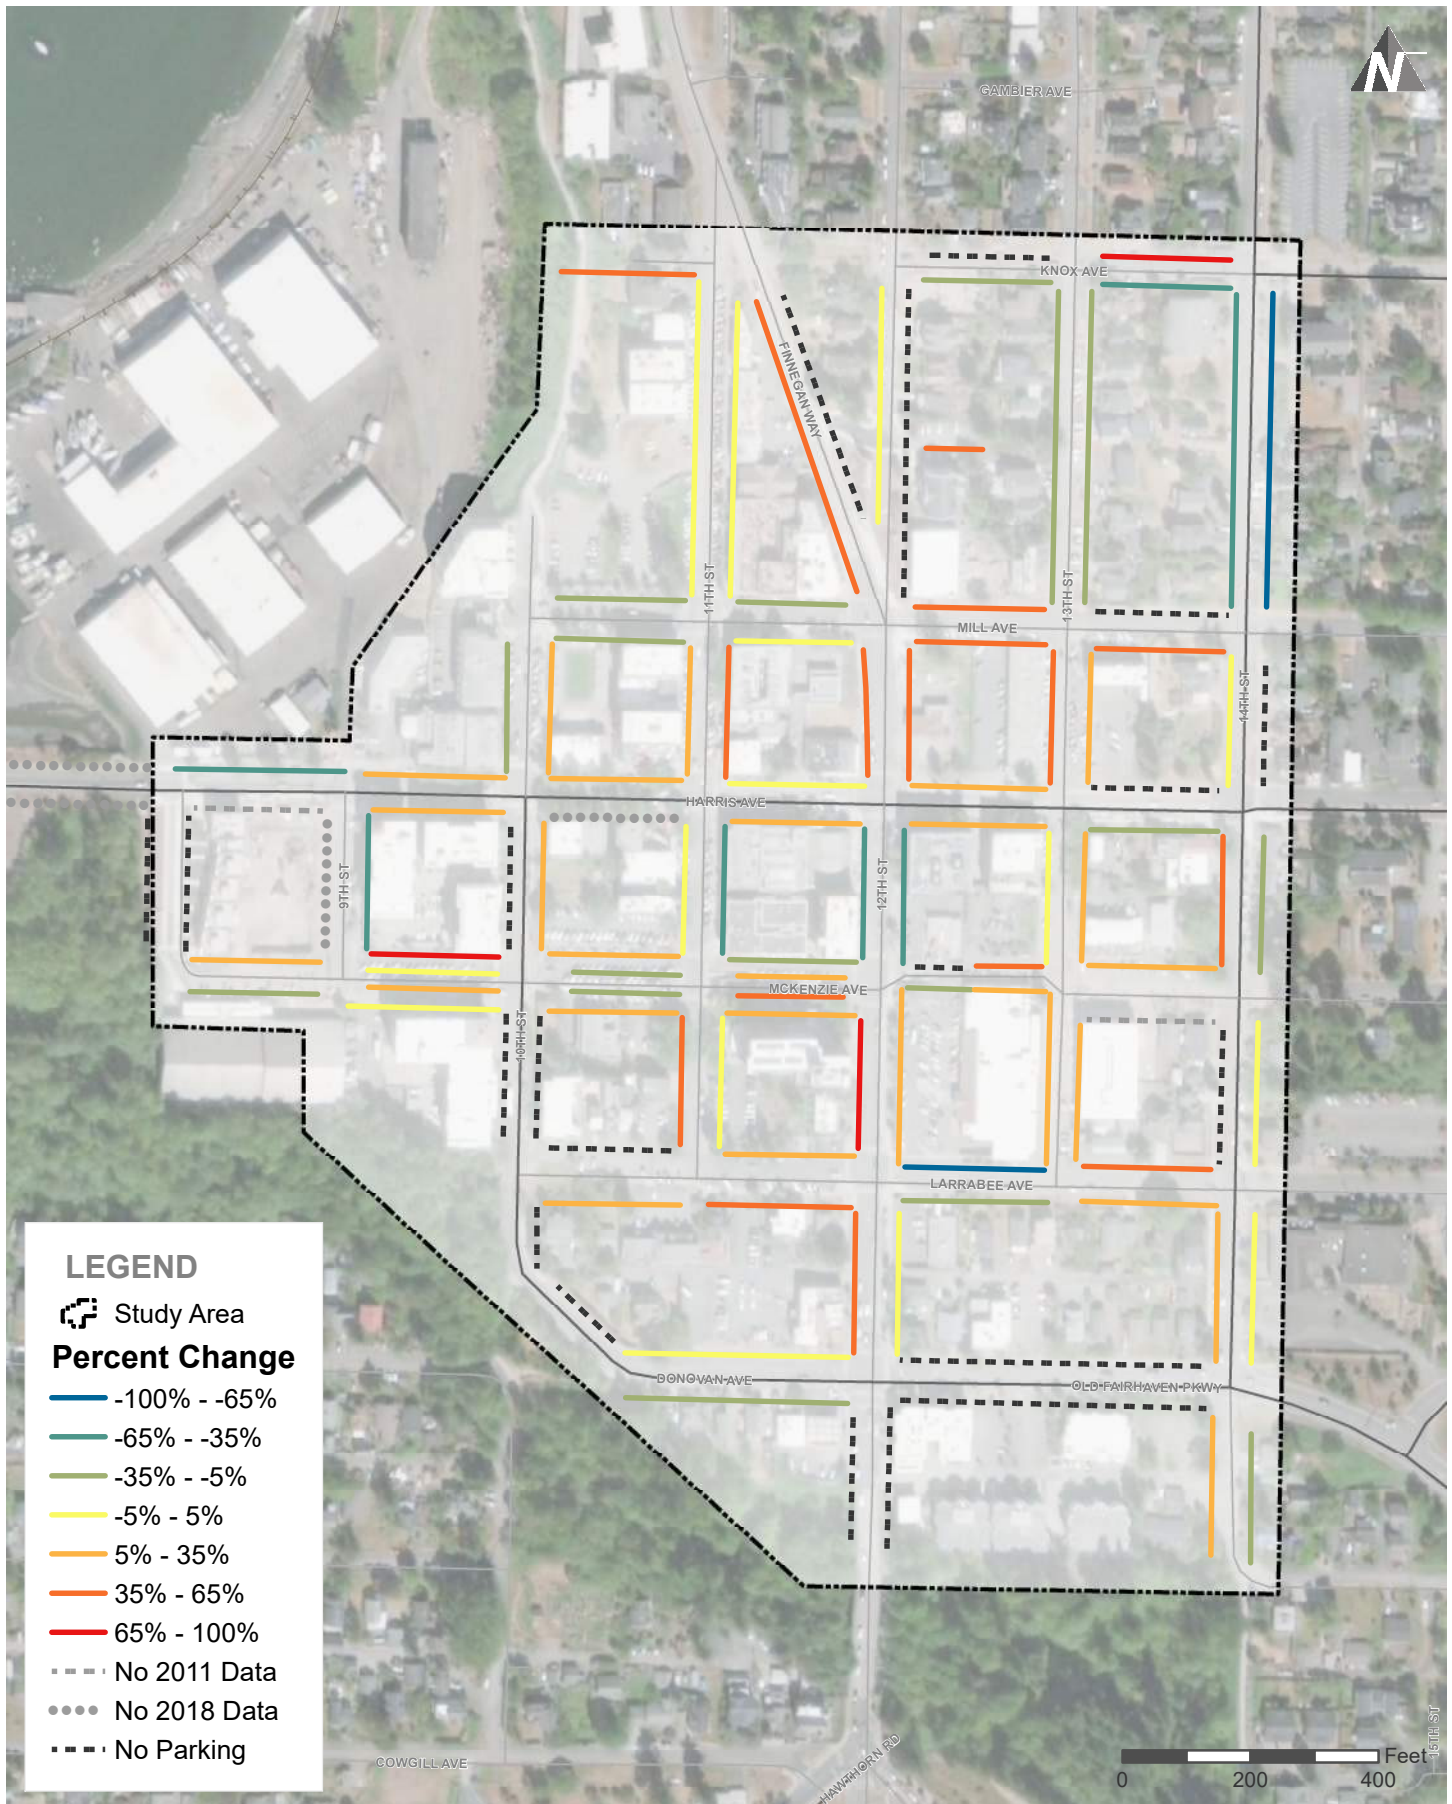 N
GAMBIER AVE
KNOX AVE
FINNEGAN WAY
11TH ST
13TH ST
MILL AVE
14TH ST
HARRIS AVE
9TH ST
12TH ST
MCKENZIE AVE
10TH ST
LARRABEE AVE
DONOVAN AVE
OLD FAIRHAVEN PKWY
LEGEND
Study Area
Percent Change
-100% - -65%
-65% - -35%
-35% - -5%
-5% - 5%
5% - 35%
35% - 65%
65% - 100%
No 2011 Data
No 2018 Data
No Parking
COWGILL AVE
HAWTHORN RD
15TH ST
Feet
0 200 400